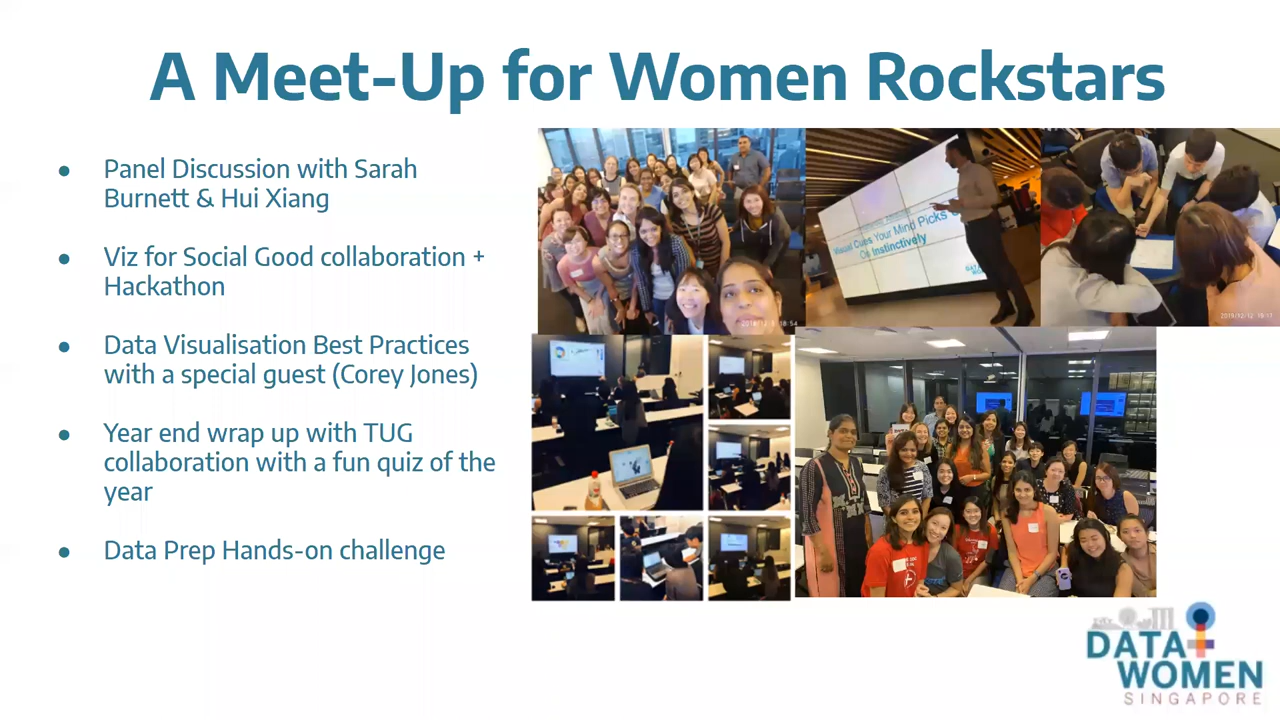 A Meet-Up for Women Rockstars
● Panel Discussion with Sarah
Burnett & Hui Xiang
● Viz for Social Good collaboration +
Hackathon
● Data Visualisation Best Practices
with a special guest (Corey Jones)
● Year end wrap up with TUG
collaboration with a fun quiz of the
year
● Data Prep Hands-on challenge
Visual Cues Your Mind Picks
On Instinctively
DATA
WOMEN
SINGAPORE